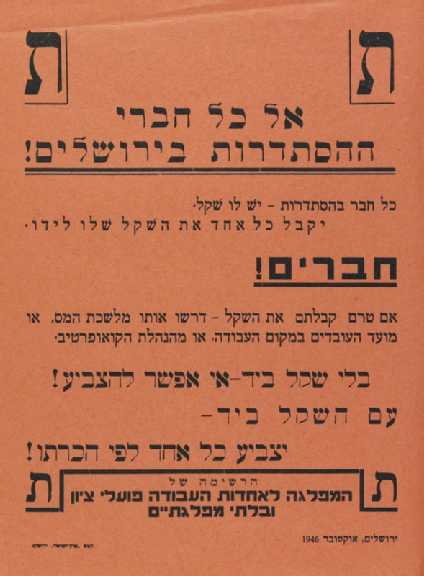 ת ת
אל כל חברי
ההסתדרות בירושלים!
כל חבר בהסתדרות – יש לו שקל.
יקבל כל אחד את השקל שלו לידו.
חברים!
אם טרם קבלתם את השקל – דרשו אותו מלשכת המס, או
מועד העובדים במקום העבודה, או מהנהלת הקואופרטיב.
בלי שקל ביד – אי אפשר להצביע!
עם השקל ביד –
יצביע כל אחד לפי הכרתו!
ת ת
הרשימה של
המפלגה לאחדות העבודה פועלי ציון
ובלתי מפלגתיים
ירושלים, אוקטובר 1946